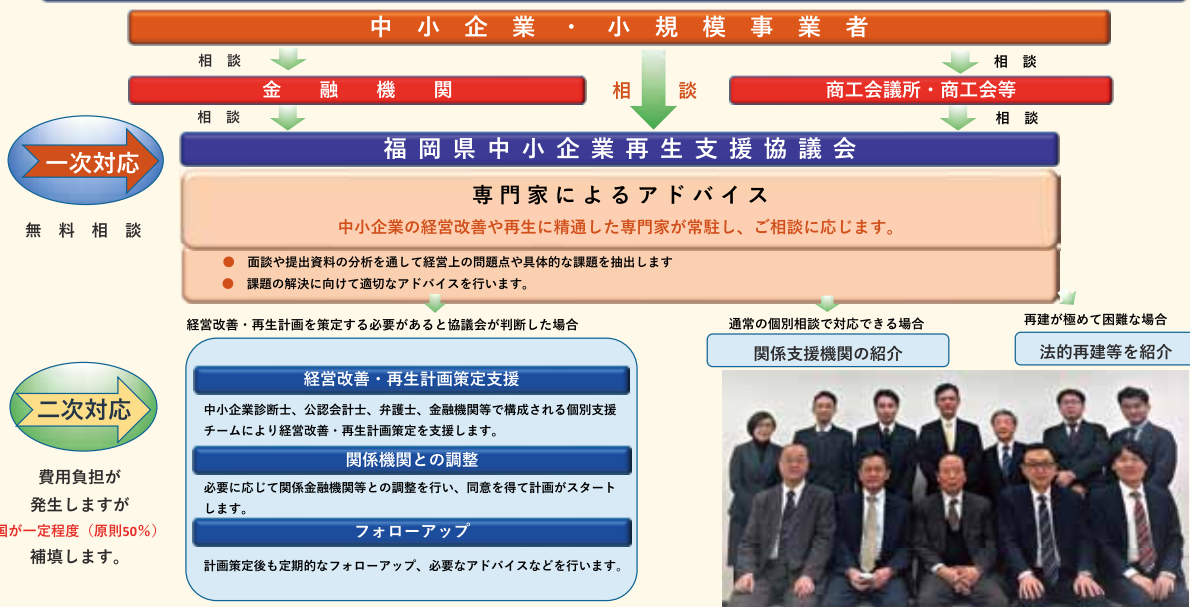 中小企業・小規模事業者
相談
相談
金融機関
相談
商工会議所・商工会等
相談
相談
福岡県中小企業再生支援協議会
一次対応
無料相談
専門家によるアドバイス
中小企業の経営改善や再生に精通した専門家が常駐し、ご相談に応じます。
● 面談や提出資料の分析を通して経営上の問題点や具体的な課題を抽出します
● 課題の解決に向けて適切なアドバイスを行います。
経営改善・再生計画を策定する必要があると協議会が判断した場合
通常の個別相談で対応できる場合
再建が極めて困難な場合
関係支援機関の紹介
法的再建等を紹介
二次対応
費用負担が
発生しますが
国が一定程度（原則50%）
補填します。
経営改善・再生計画策定支援
中小企業診断士、公認会計士、弁護士、金融機関等で構成される個別支援
チームにより経営改善・再生計画策定を支援します。
関係機関との調整
必要に応じて関係金融機関等との調整を行い、同意を得て計画がスタート
します。
フォローアップ
計画策定後も定期的なフォローアップ、必要なアドバイスなどを行います。